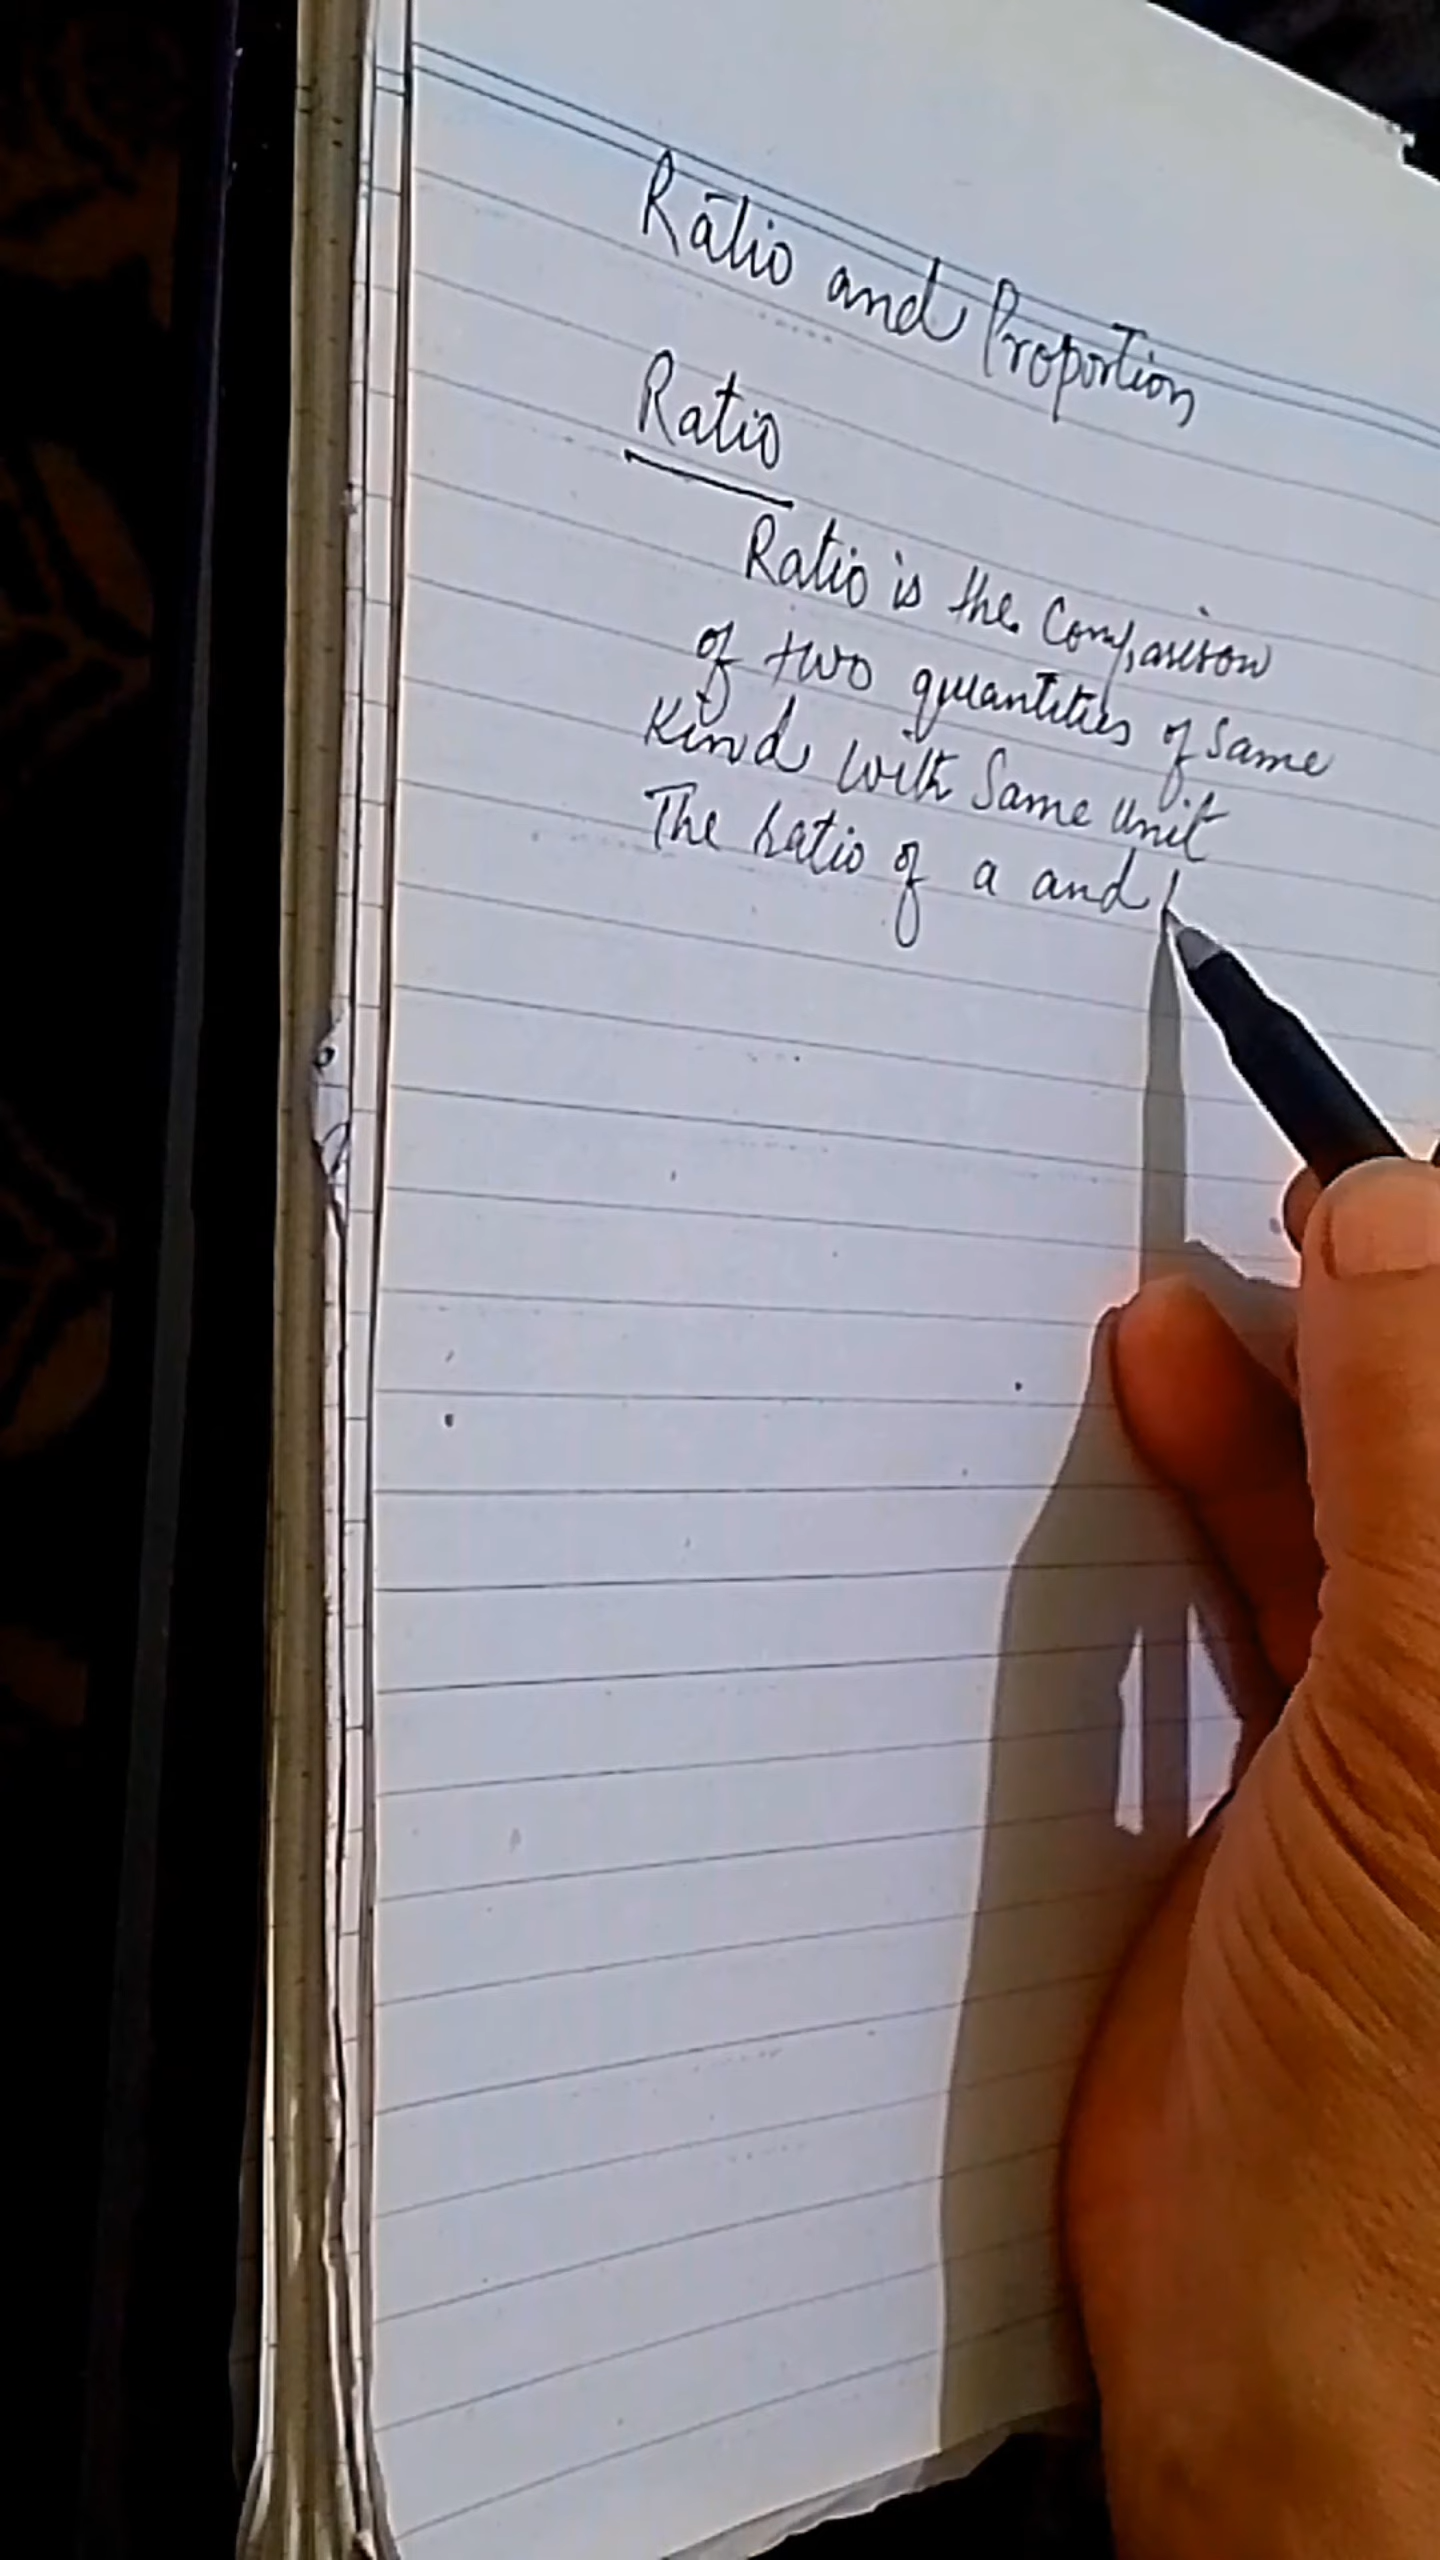 Ratio and Proportion
Ratio
Ratio is the Comparison
of two quantities of same
Kind with Same unit
The ratio of a and